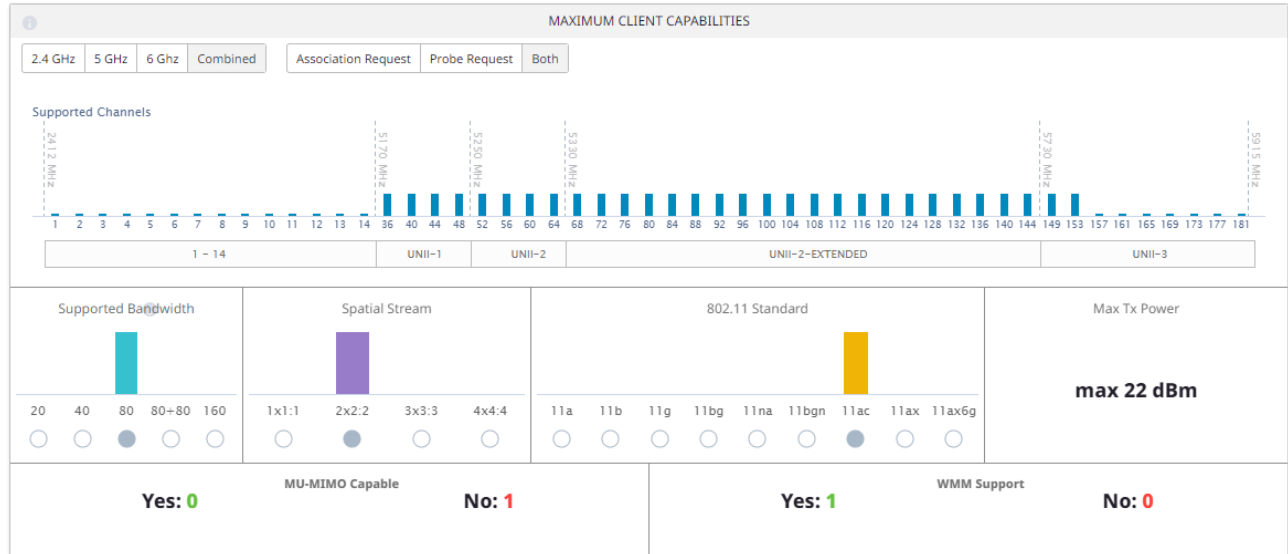 MAXIMUM CLIENT CAPABILITIES
2.4 GHz 5 GHz 6 Ghz Combined Association Request Probe Request Both
Supported Channels
2412 MHz 5170 MHz 5250 MHz 5330 MHz 5730 MHz 5915 MHz
1 2 3 4 5 6 7 8 9 10 11 12 13 14 36 40 44 48 52 56 60 64 68 72 76 80 84 88 92 96 100 104 108 112 116 120 124 128 132 136 140 144 149 153 157 161 165 169 173 177 181
1 - 14 UNII-1 UNII-2 UNII-2-EXTENDED UNII-3
Supported Bandwidth Spatial Stream 802.11 Standard Max Tx Power
max 22 dBm
20 40 80 80+80 160 1x1:1 2x2:2 3x3:3 4x4:4 11a 11b 11g 11bg 11na 11bgn 11ac 11ax 11ax6g
MU-MIMO Capable WMM Support
Yes: 0 No: 1 Yes: 1 No: 0